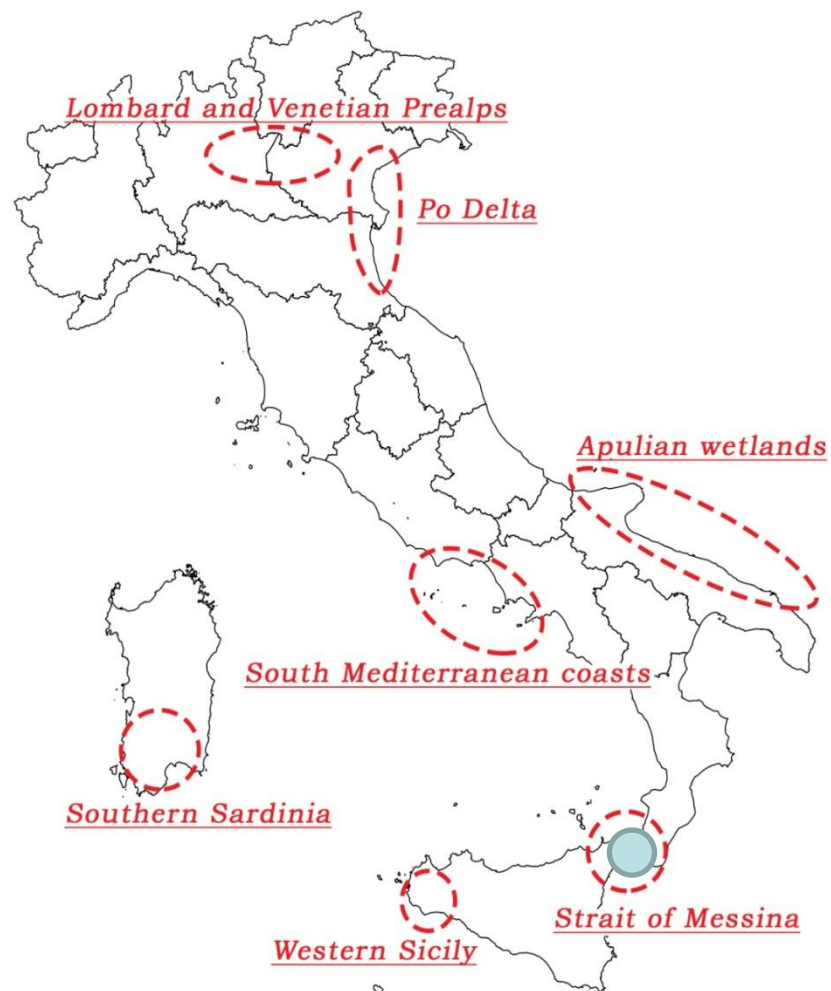 Lombard and Venetian Prealps
Po Delta
Apulian wetlands
South Mediterranean coasts
Southern Sardinia
Strait of Messina
Western Sicily